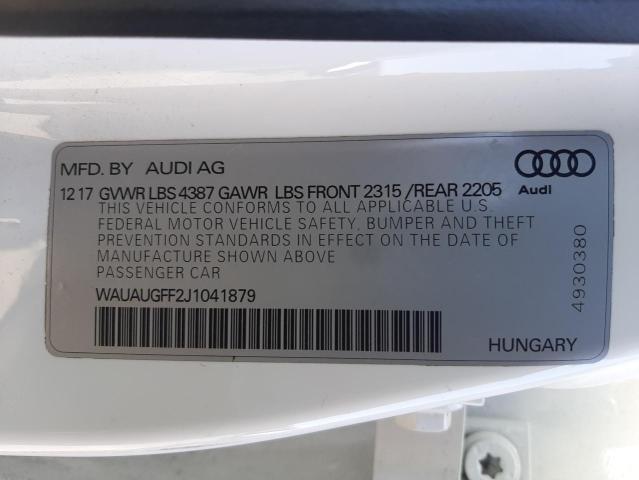 MFD. BY AUDI AG
12 17 GVWR LBS 4387 GAWR LBS FRONT 2315 /REAR 2205
Audi
THIS VEHICLE CONFORMS TO ALL APPLICABLE U.S.
FEDERAL MOTOR VEHICLE SAFETY, BUMPER AND THEFT
PREVENTION STANDARDS IN EFFECT ON THE DATE OF
MANUFACTURE SHOWN ABOVE
PASSENGER CAR
WAUAUGFF2J1041879
HUNGARY
4930380